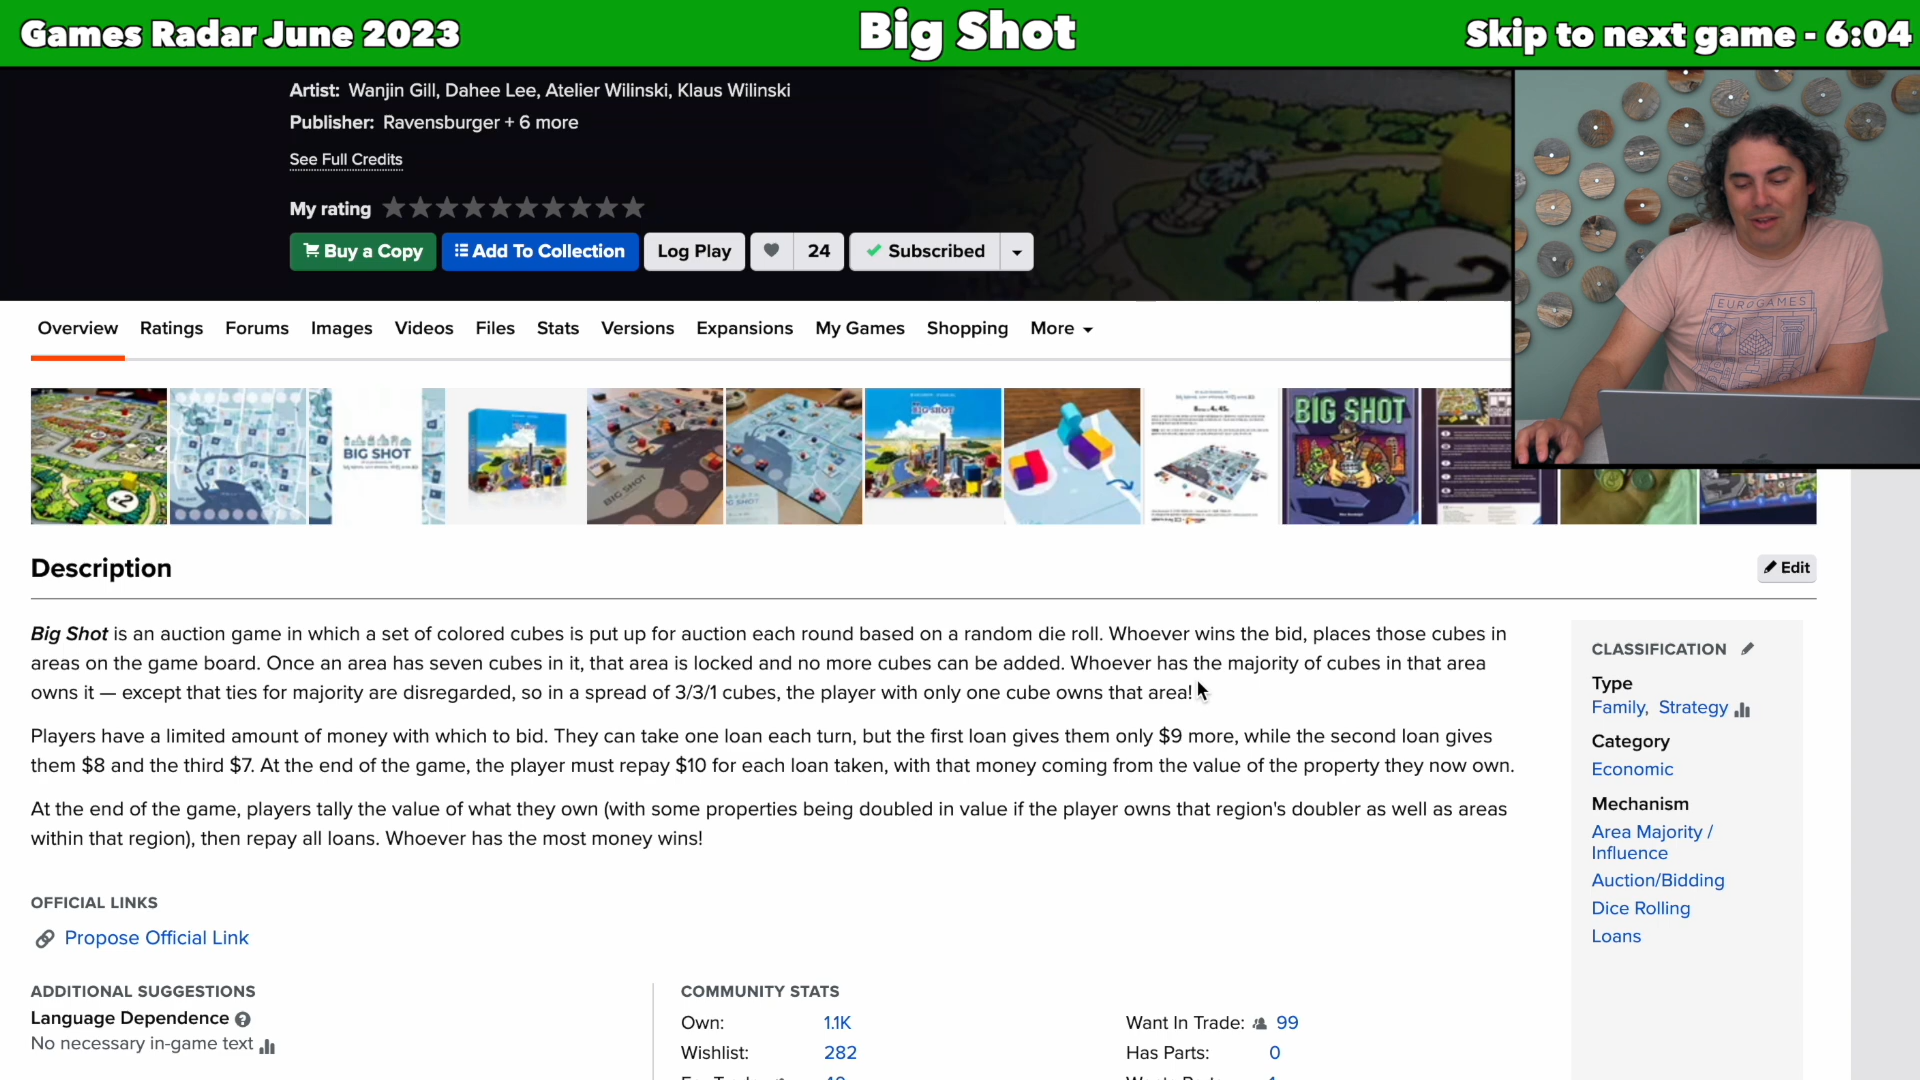 Games Radar June 2023
Big Shot
Skip to next game - 6:04
Artist: Wanjin Gill, Dahee Lee, Atelier Wilinski, Klaus Wilinski
Publisher: Ravensburger + 6 more
See Full Credits
My rating
Buy a Copy
Add To Collection
Log Play
24
Subscribed
EUROGAMES
Overview
Ratings
Forums
Images
Videos
Files
Stats
Versions
Expansions
My Games
Shopping
More
x2
BIG SHOT
BIG SHOT
BIG SHOT
Description
Edit
Big Shot is an auction game in which a set of colored cubes is put up for auction each round based on a random die roll. Whoever wins the bid, places those cubes in
areas on the game board. Once an area has seven cubes in it, that area is locked and no more cubes can be added. Whoever has the majority of cubes in that area
owns it — except that ties for majority are disregarded, so in a spread of 3/3/1 cubes, the player with only one cube owns that area!
Players have a limited amount of money with which to bid. They can take one loan each turn, but the first loan gives them only $9 more, while the second loan gives
them $8 and the third $7. At the end of the game, the player must repay $10 for each loan taken, with that money coming from the value of the property they now own.
At the end of the game, players tally the value of what they own (with some properties being doubled in value if the player owns that region's doubler as well as areas
within that region), then repay all loans. Whoever has the most money wins!
CLASSIFICATION
Type
Family, Strategy
Category
Economic
Mechanism
Area Majority /
Influence
Auction/Bidding
Dice Rolling
Loans
OFFICIAL LINKS
Propose Official Link
ADDITIONAL SUGGESTIONS
Language Dependence
No necessary in-game text
COMMUNITY STATS
Own: 1.1K
Wishlist: 282
Want In Trade: 99
Has Parts: 0